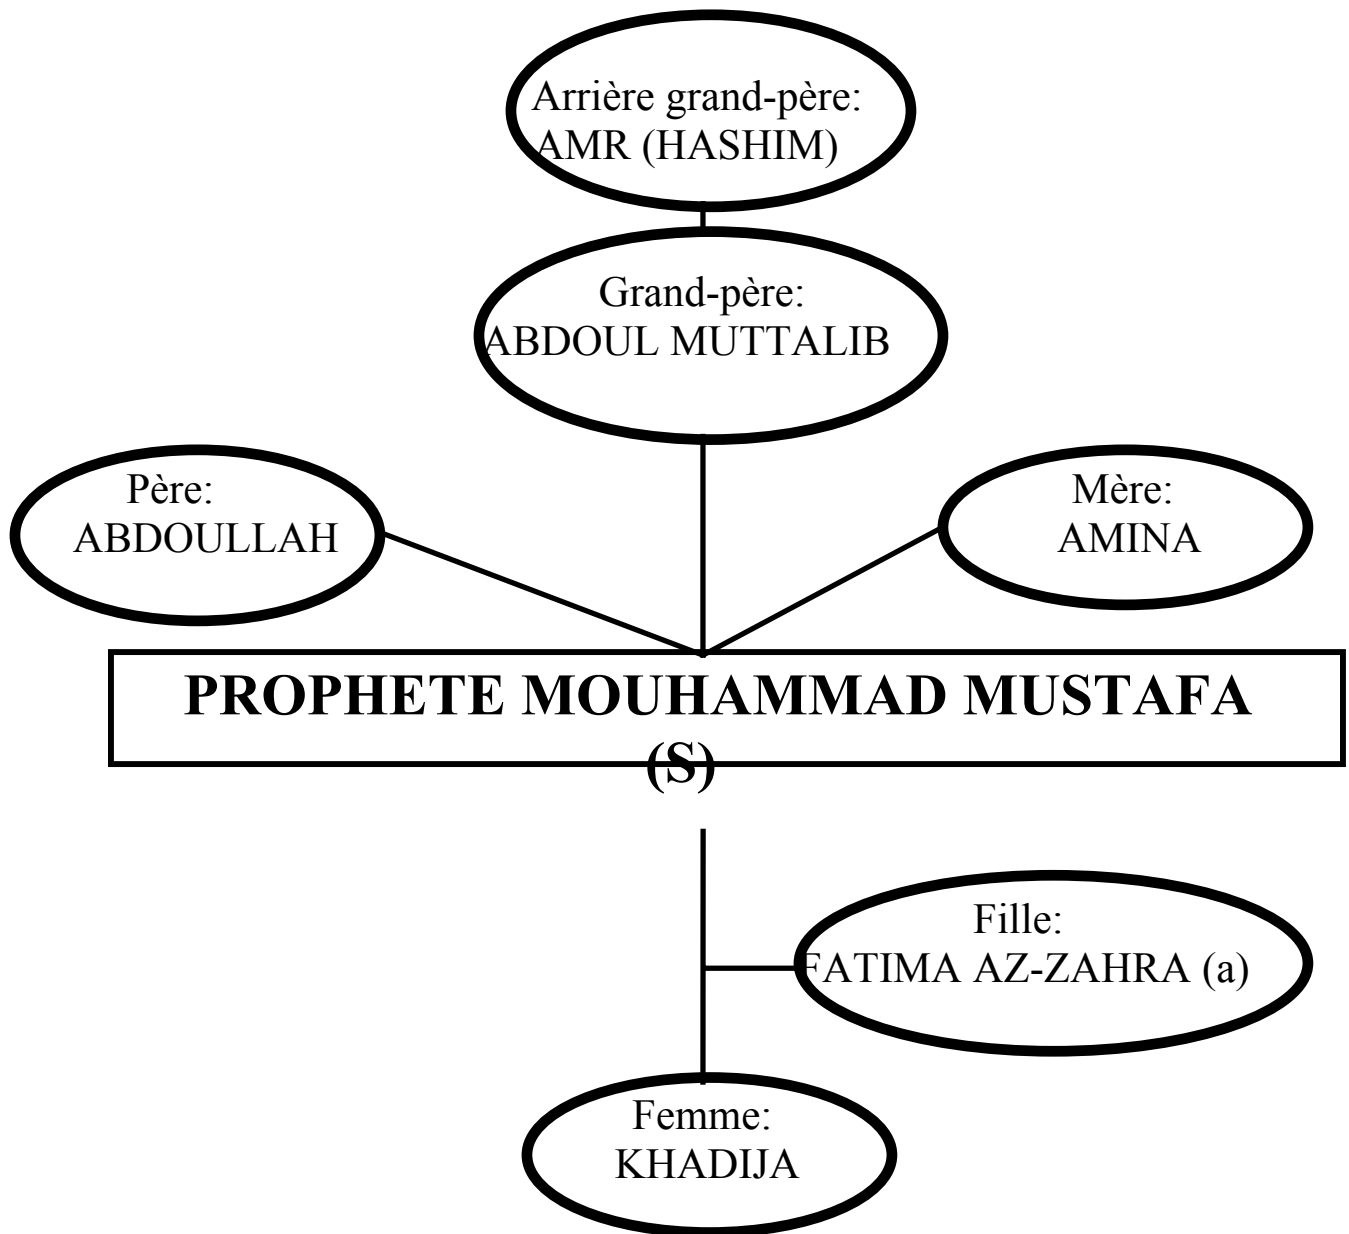 Arrière grand-père:
AMR (HASHIM)
Grand-père:
ABDOUL MUTTALIB
Père:
ABDOULLAH
Mère:
AMINA
PROPHETE MOUHAMMAD MUSTAFA
(S)
Fille:
FATIMA AZ-ZAHRA (a)
Femme:
KHADIJA